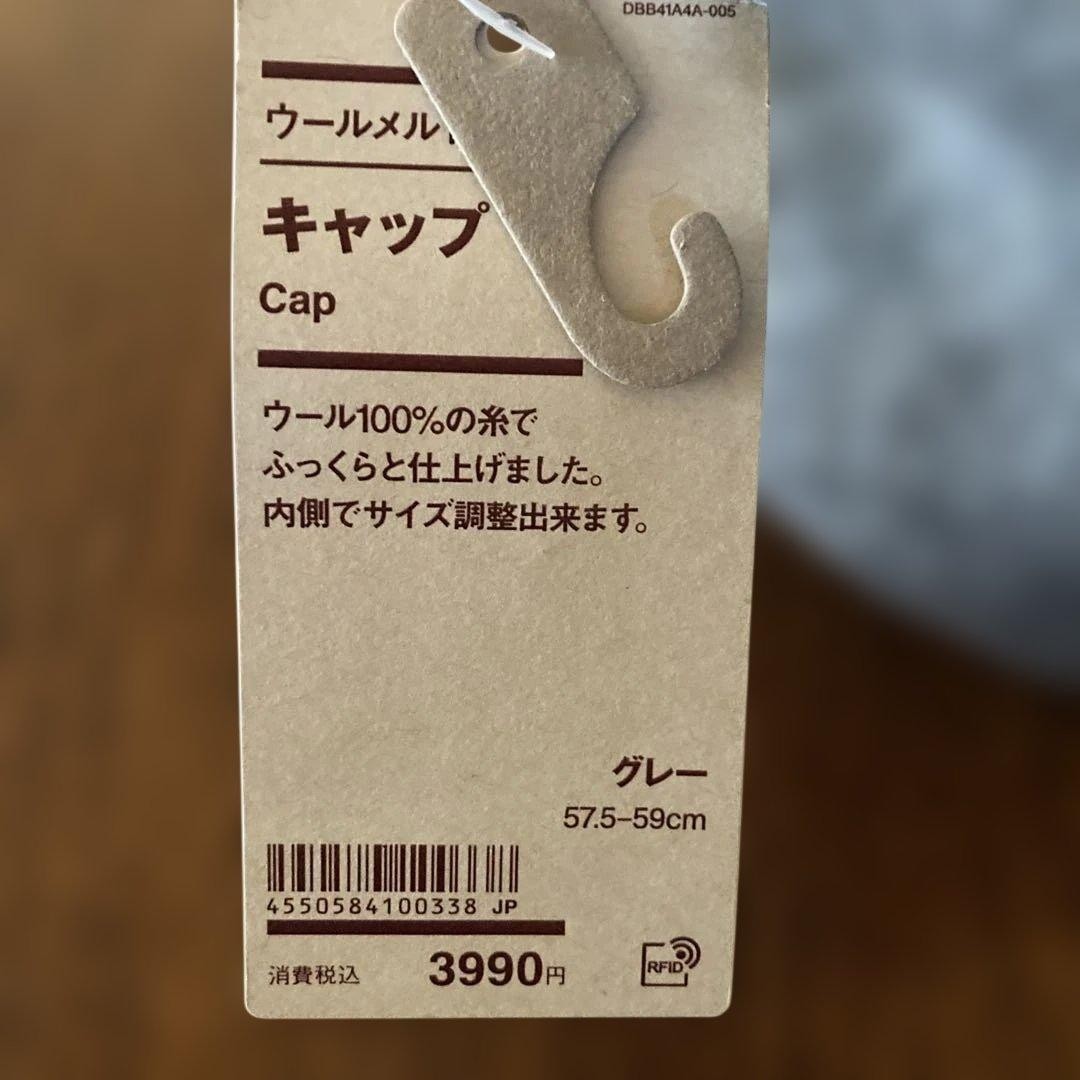 DBB41A4A-005
ウールメル
キャップ
Cap
ウール100%の糸で
ふっくらと仕上げました。
内側でサイズ調整出来ます。
グレー
57.5–59cm
4550584100338 JP
消費税込 3990円
RFID